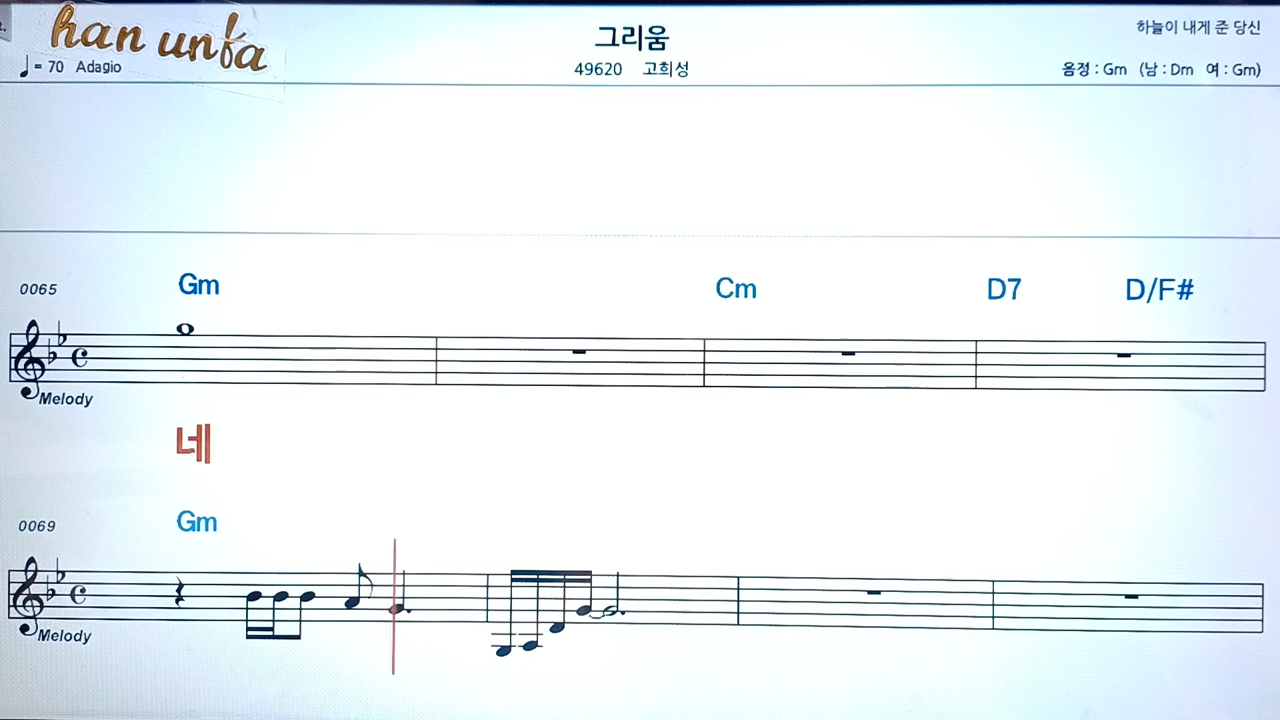 han unfa
그리움
하늘이 내게 준 당신
♩= 70 Adagio
49620 고희성
음정 : Gm (남 : Dm 여 : Gm)
0065 Gm Cm D7 D/F#
Melody
네
0069 Gm
Melody